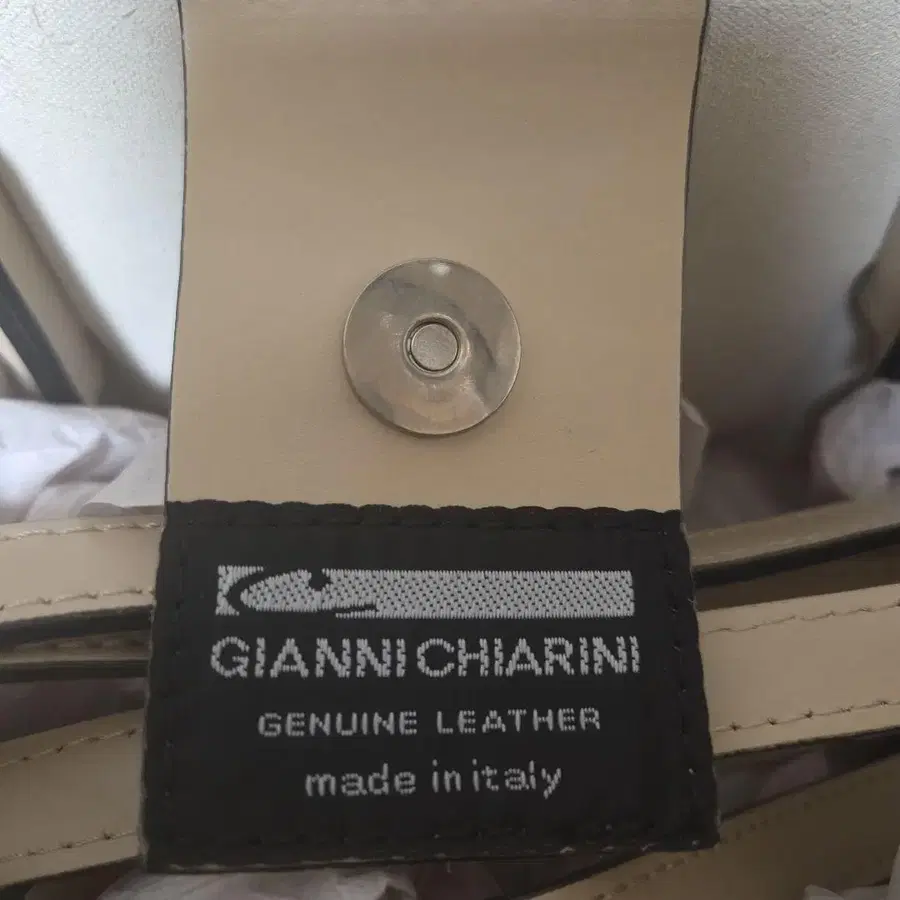 GIANNI CHIARINI
GENUINE LEATHER
made in italy